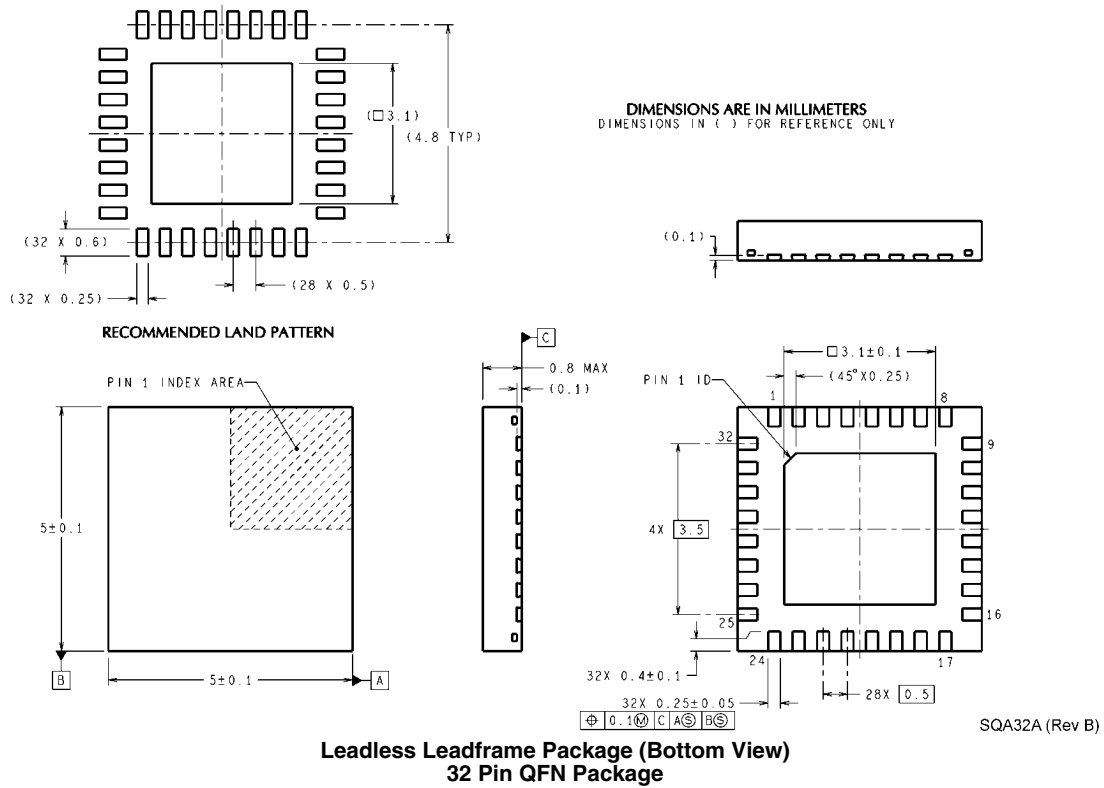 (□3.1)
(4.8 TYP)
(32 X 0.6)
(28 X 0.5)
(32 X 0.25)
RECOMMENDED LAND PATTERN
DIMENSIONS ARE IN MILLIMETERS
DIMENSIONS IN ( ) FOR REFERENCE ONLY
(0.1)
PIN 1 INDEX AREA
5±0.1
B
5±0.1
A
C
0.8 MAX
(0.1)
□3.1±0.1
(45°X0.25)
PIN 1 ID
1
8
32
9
4X 3.5
25
16
24
17
32X 0.4±0.1
32X 0.25±0.05
28X 0.5
⌖ 0.1Ⓜ C AⓈ BⓈ
SQA32A (Rev B)
Leadless Leadframe Package (Bottom View)
32 Pin QFN Package